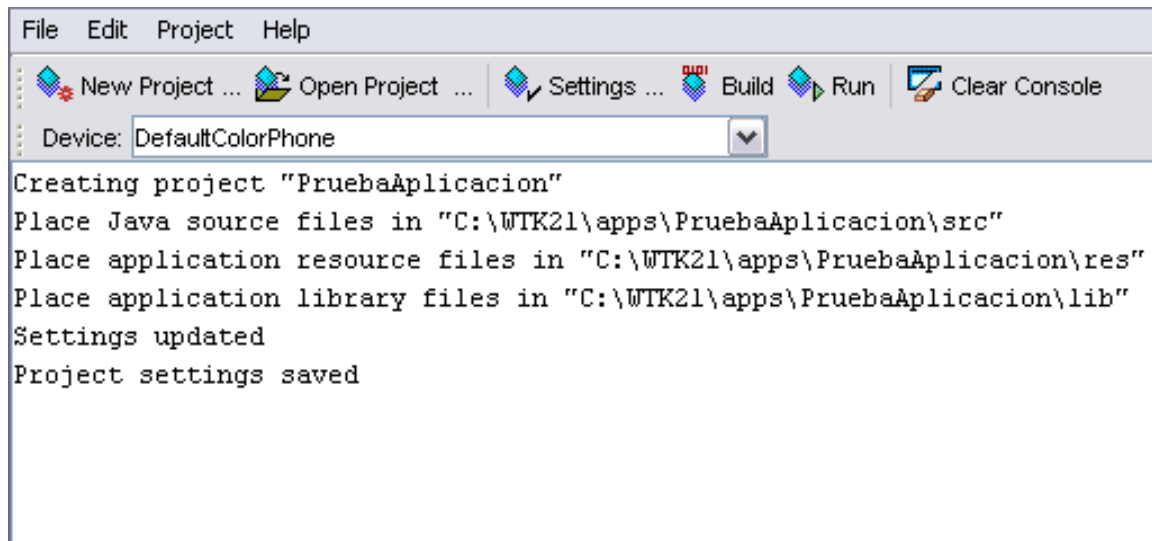 File Edit Project Help
New Project ... Open Project ... Settings ... Build Run Clear Console
Device: DefaultColorPhone
Creating project "PruebaAplicacion"
Place Java source files in "C:\WTK21\apps\PruebaAplicacion\src"
Place application resource files in "C:\WTK21\apps\PruebaAplicacion\res"
Place application library files in "C:\WTK21\apps\PruebaAplicacion\lib"
Settings updated
Project settings saved